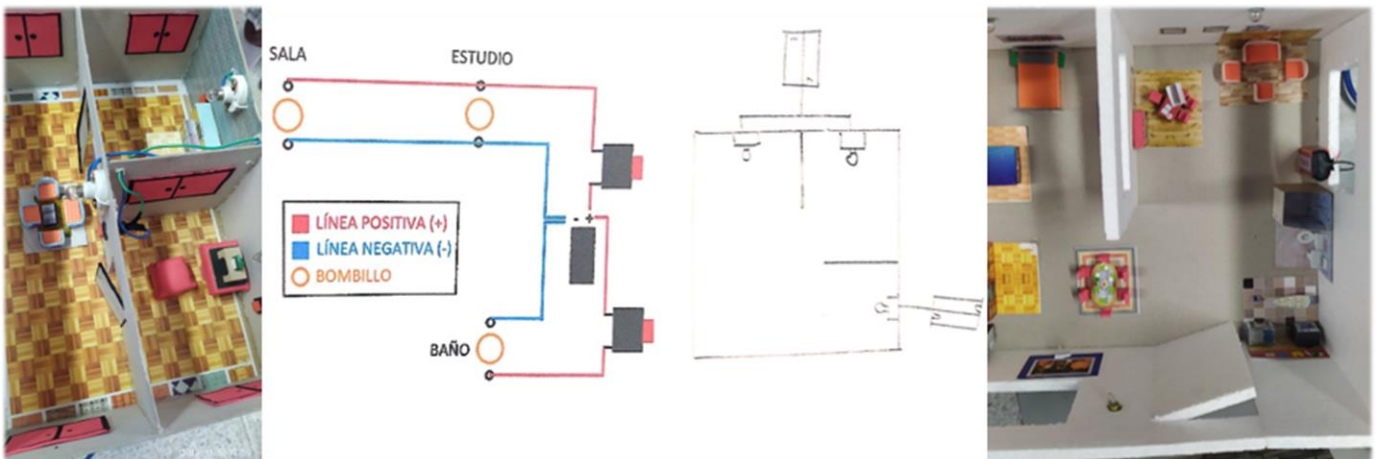 SALA
ESTUDIO
LÍNEA POSITIVA (+)
LÍNEA NEGATIVA (-)
BOMBILLO
- +
BAÑO